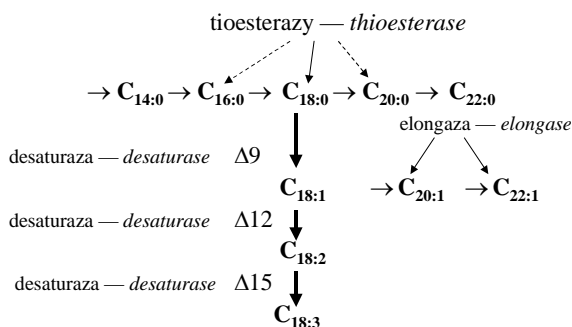 tioesterazy — thioesterase
→ C14:0 → C16:0 → C18:0 → C20:0 → C22:0
elongaza — elongase
desaturaza — desaturase Δ9
C18:1 → C20:1 → C22:1
desaturaza — desaturase Δ12
C18:2
desaturaza — desaturase Δ15
C18:3